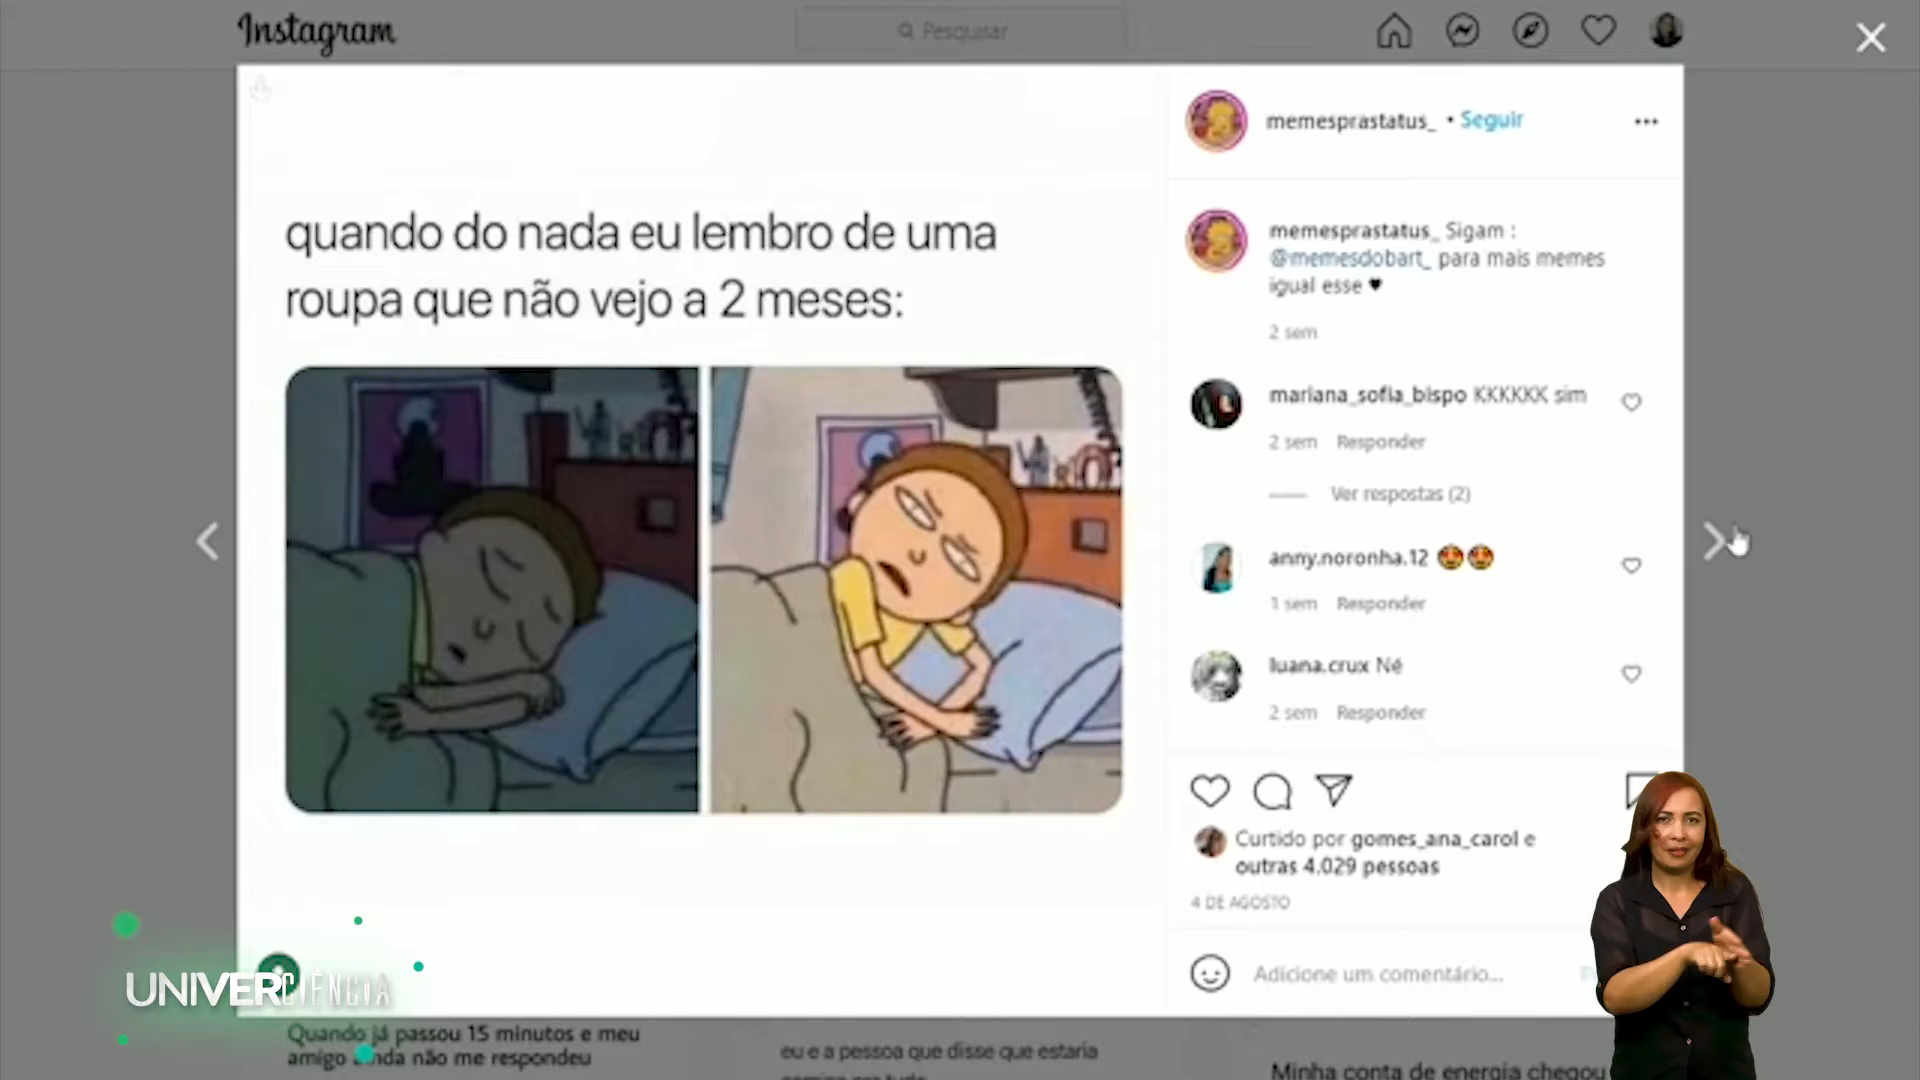 Instagram
Pesquisar
memesprastatus_ • Seguir
quando do nada eu lembro de uma
roupa que não vejo a 2 meses:
memesprastatus_ Sigam :
@memesdobart_ para mais memes
igual esse ♥
2 sem
mariana_sofia_bispo KKKKKK sim
2 sem Responder
Ver respostas (2)
anny.noronha.12 😍😍
1 sem Responder
luana.crux Né
2 sem Responder
Curtido por gomes_ana_carol e
outras 4.029 pessoas
4 DE AGOSTO
Adicione um comentário...
UNIVERCIÊNCIA
Quando já passou 15 minutos e meu
amigo ainda não me respondeu
eu e a pessoa que disse que estaria
Minha conta de energia chegou